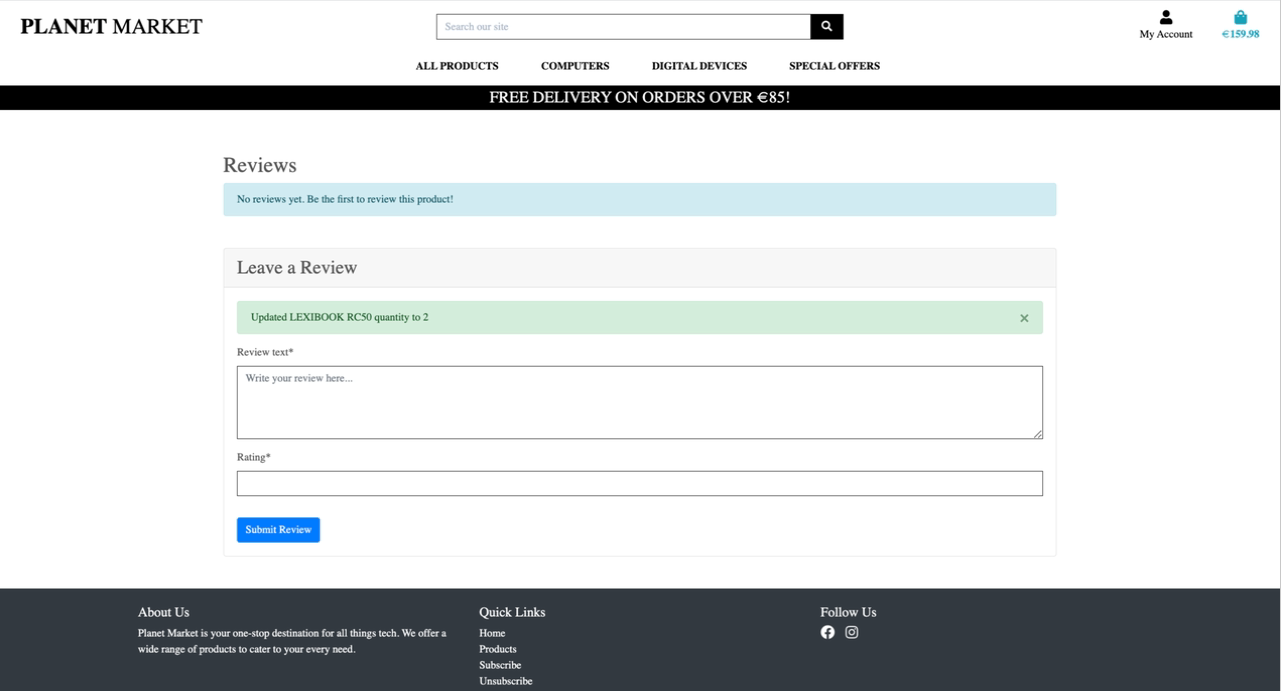 PLANET MARKET
Search our site
My Account
€159.98
ALL PRODUCTS COMPUTERS DIGITAL DEVICES SPECIAL OFFERS
FREE DELIVERY ON ORDERS OVER €85!
Reviews
No reviews yet. Be the first to review this product!
Leave a Review
Updated LEXIBOOK RC50 quantity to 2 ×
Review text*
Write your review here...
Rating*
Submit Review
About Us
Planet Market is your one-stop destination for all things tech. We offer a
wide range of products to cater to your every need.
Quick Links
Home
Products
Subscribe
Unsubscribe
Follow Us